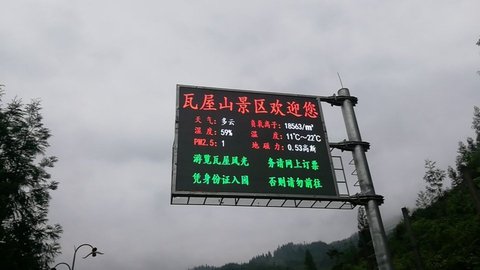 瓦屋山景区欢迎您
天气: 多云 负氧离子: 18563/m³
湿度: 59% 温度: 11℃~22℃
PM2.5: 1 地磁力: 0.53高斯
游览瓦屋风光 务请网上订票
凭身份证入园 否则请勿前往